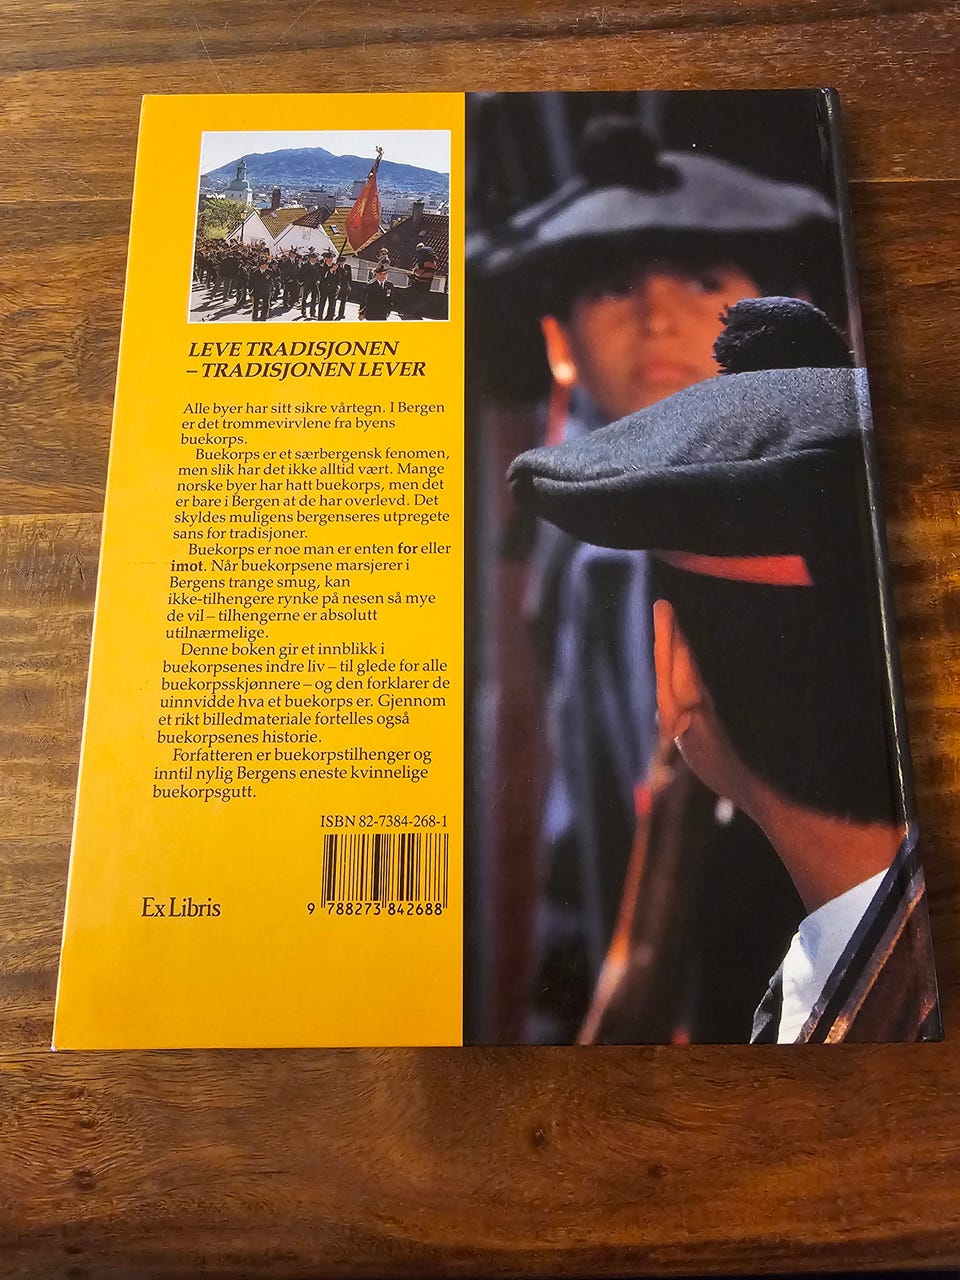 LEVE TRADISJONEN
– TRADISJONEN LEVER
Alle byer har sitt sikre vårtegn. I Bergen
er det trommevirvlene fra byens
buekorps.
Buekorps er et særbergensk fenomen,
men slik har det ikke alltid vært. Mange
norske byer har hatt buekorps, men det
er bare i Bergen at de har overlevd. Det
skyldes muligens bergenseres utpregete
sans for tradisjoner.
Buekorps er noe man er enten for eller
imot. Når buekorpsene marsjerer i
Bergens trange smug, kan
ikke-tilhengere rynke på nesen så mye
de vil – tilhengerne er absolutt
utilnærmelige.
Denne boken gir et innblikk i
buekorpsenes indre liv – til glede for alle
buekorpsskjønnere – og den forklarer de
uinnvidde hva et buekorps er. Gjennom
et rikt billedmateriale fortelles også
buekorpsenes historie.
Forfatteren er buekorpstilhenger og
inntil nylig Bergens eneste kvinnelige
buekorpsgutt.
ISBN 82-7384-268-1
Ex Libris
9 788273 842688